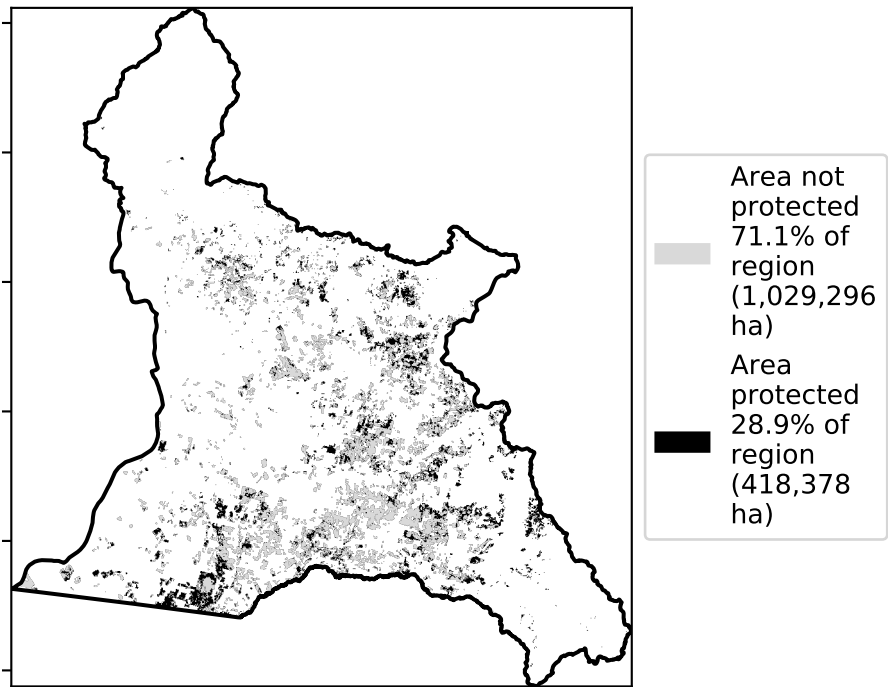 Area not
protected
71.1% of
region
(1,029,296
ha)
Area
protected
28.9% of
region
(418,378
ha)